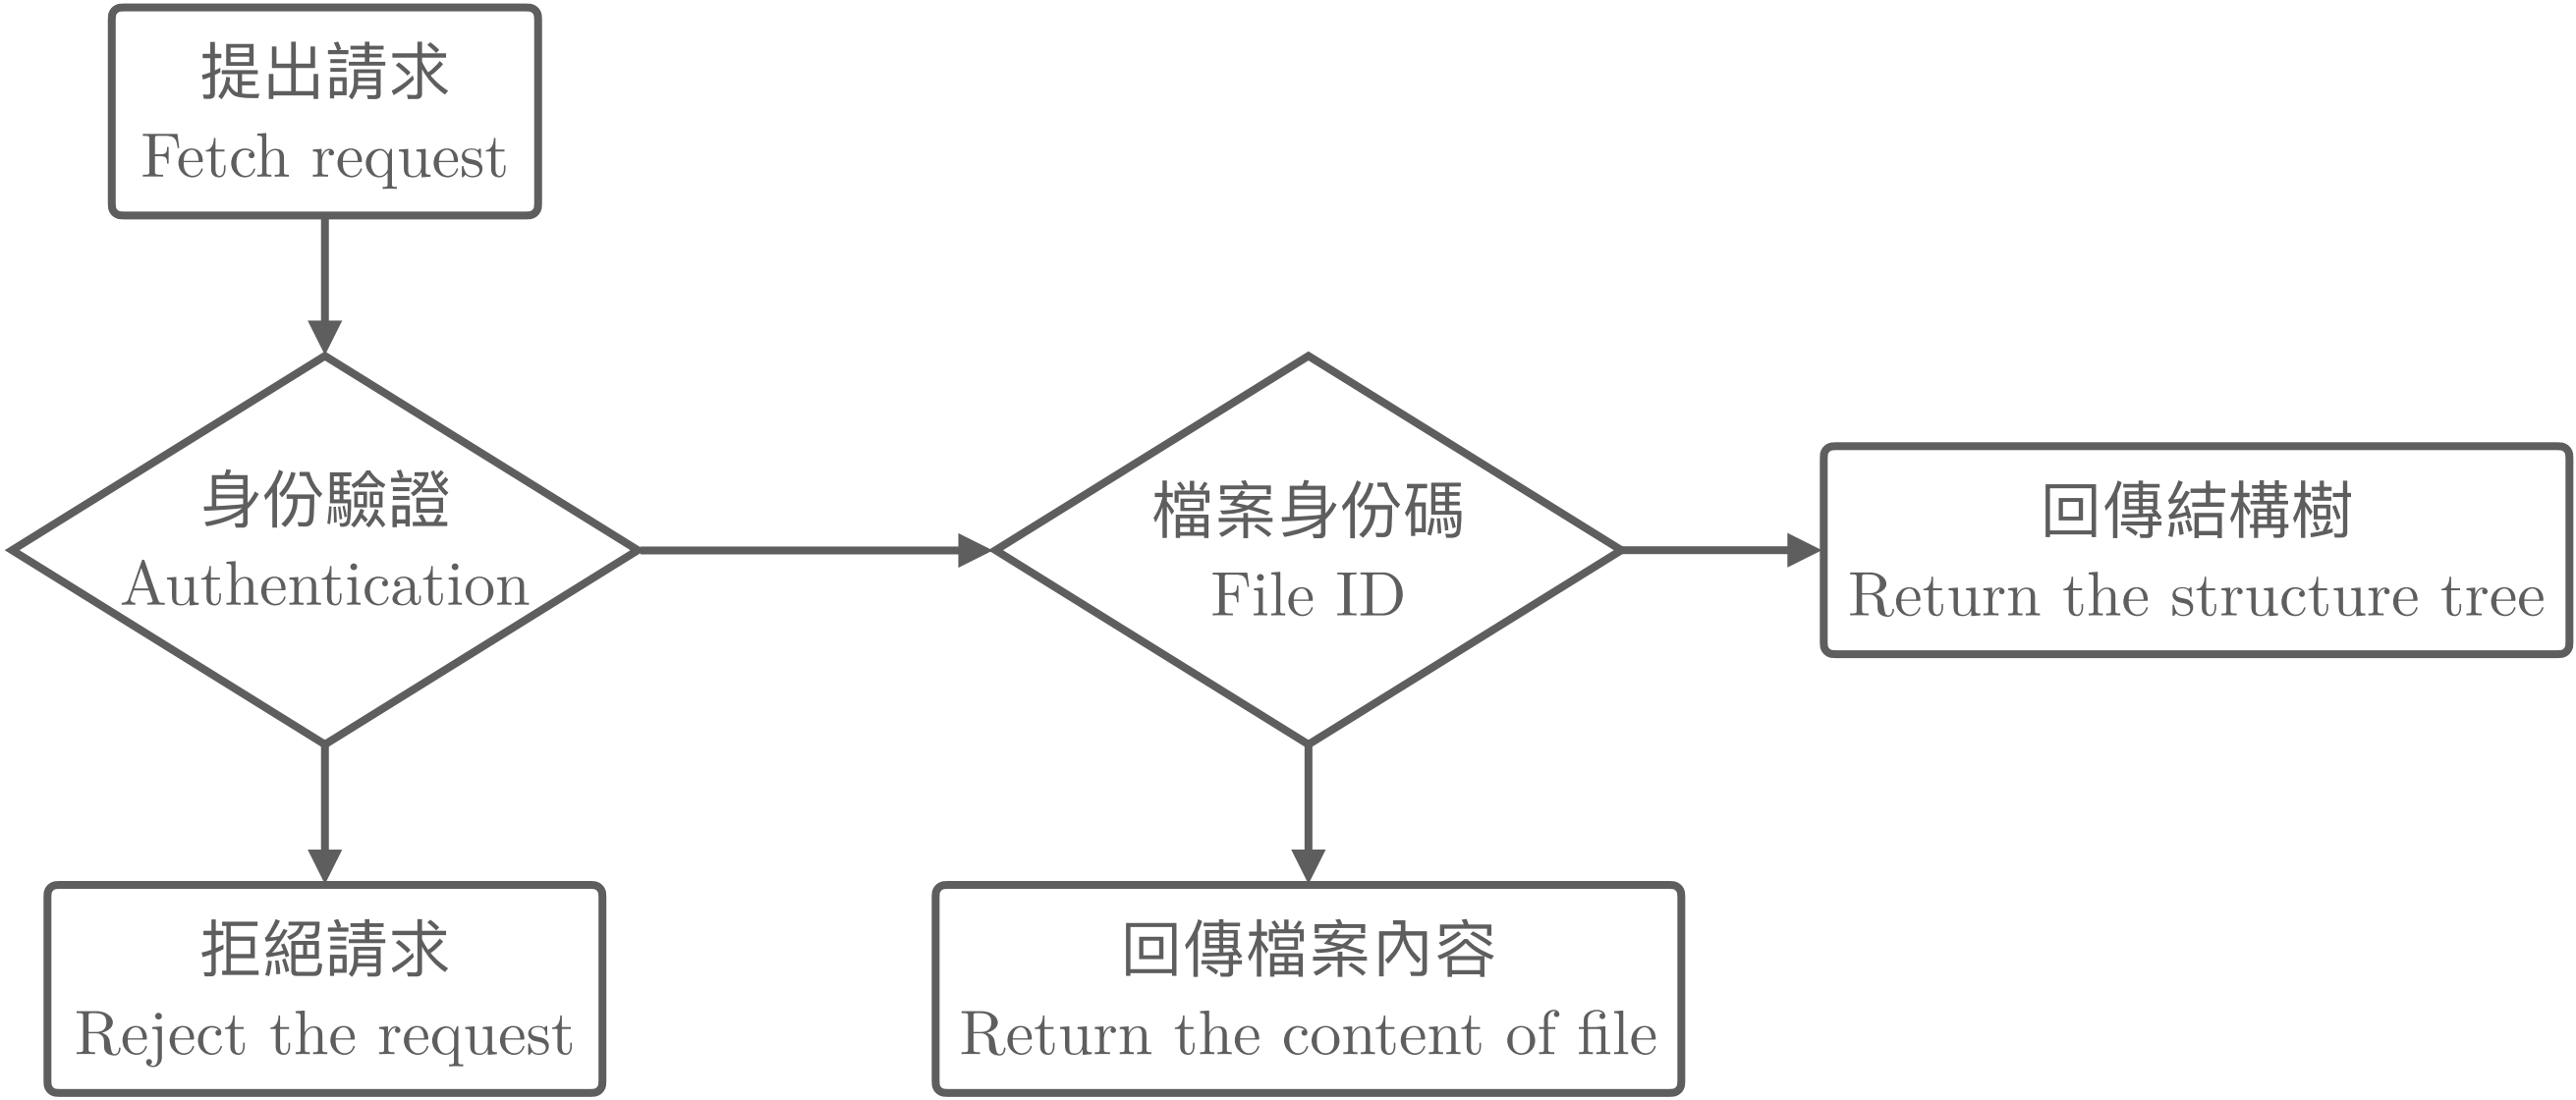 提出請求
Fetch request
身份驗證
Authentication
檔案身份碼
File ID
回傳結構樹
Return the structure tree
拒絕請求
Reject the request
回傳檔案內容
Return the content of file